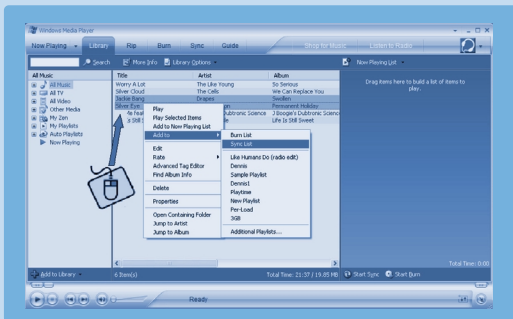 Windows Media Player
Now Playing Library Rip Burn Sync Guide Shop for Music Listen to Radio
Search More Info Library Options Now Playing List
All Music
All Music
All TV
All Video
Other Media
My Zen
My Playlists
Auto Playlists
Now Playing
Title Artist Album
Worry A Lot The Like Young So Serious
Silver Cloud The Cells We Can Replace You
Jackie Bang Drapes Swollen
Silver Eye Permanent Holiday
Dubtronic Science J Boogie's Dubtronic Scienc
s Still Life Is Still Sweet
Play
Play Selected Items
Add to Now Playing List
Add to
Edit
Rate
Advanced Tag Editor
Find Album Info
Delete
Properties
Open Containing Folder
Jump to Artist
Jump to Album
Burn List
Sync List
Like Humans Do (radio edit)
Dennis
Sample Playlist
Dennis1
Playtime
New Playlist
Per-Load
3GB
Additional Playlists...
Drag items here to build a list of items to
play.
Total Time: 0:00
Add to Library 6 Item(s) Total Time: 21:37 / 19.85 MB Start Sync Start Burn
Ready